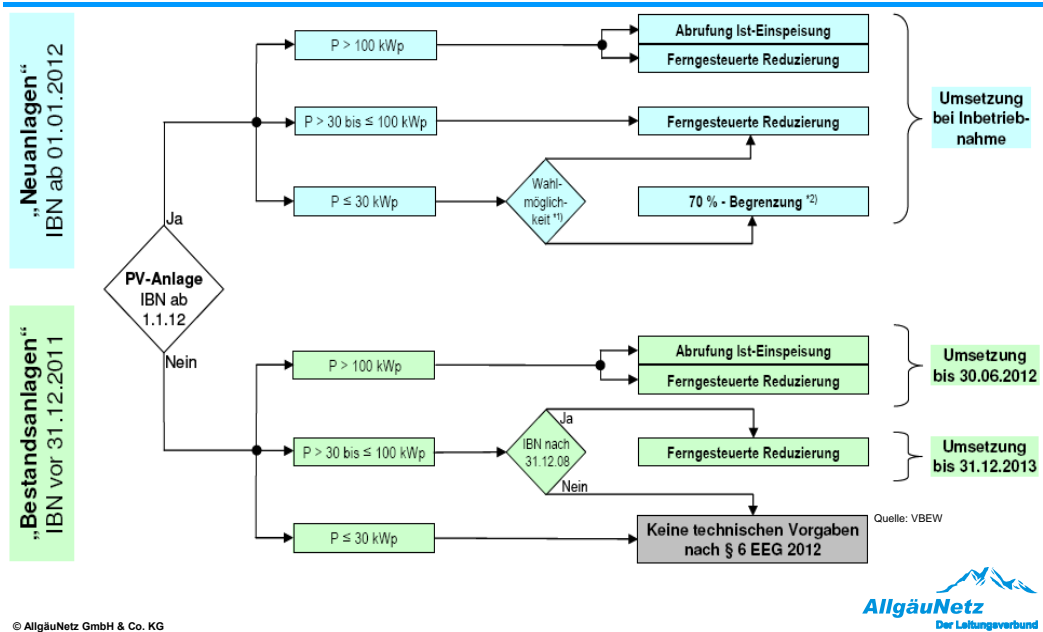 „Neuanlagen“
IBN ab 01.01.2012
P > 100 kWp
Abrufung Ist-Einspeisung
Ferngesteuerte Reduzierung
P > 30 bis ≤ 100 kWp
Ferngesteuerte Reduzierung
P ≤ 30 kWp
Wahl-
möglich-
keit *1)
70 % - Begrenzung *2)
Umsetzung
bei Inbetrieb-
nahme
Ja
PV-Anlage
IBN ab
1.1.12
Nein
„Bestandsanlagen“
IBN vor 31.12.2011
P > 100 kWp
Abrufung Ist-Einspeisung
Ferngesteuerte Reduzierung
Umsetzung
bis 30.06.2012
P > 30 bis ≤ 100 kWp
IBN nach
31.12.08
Ja
Nein
Ferngesteuerte Reduzierung
Umsetzung
bis 31.12.2013
P ≤ 30 kWp
Keine technischen Vorgaben
nach § 6 EEG 2012
Quelle: VBEW
AllgäuNetz
Der Leitungsverbund
© AllgäuNetz GmbH & Co. KG